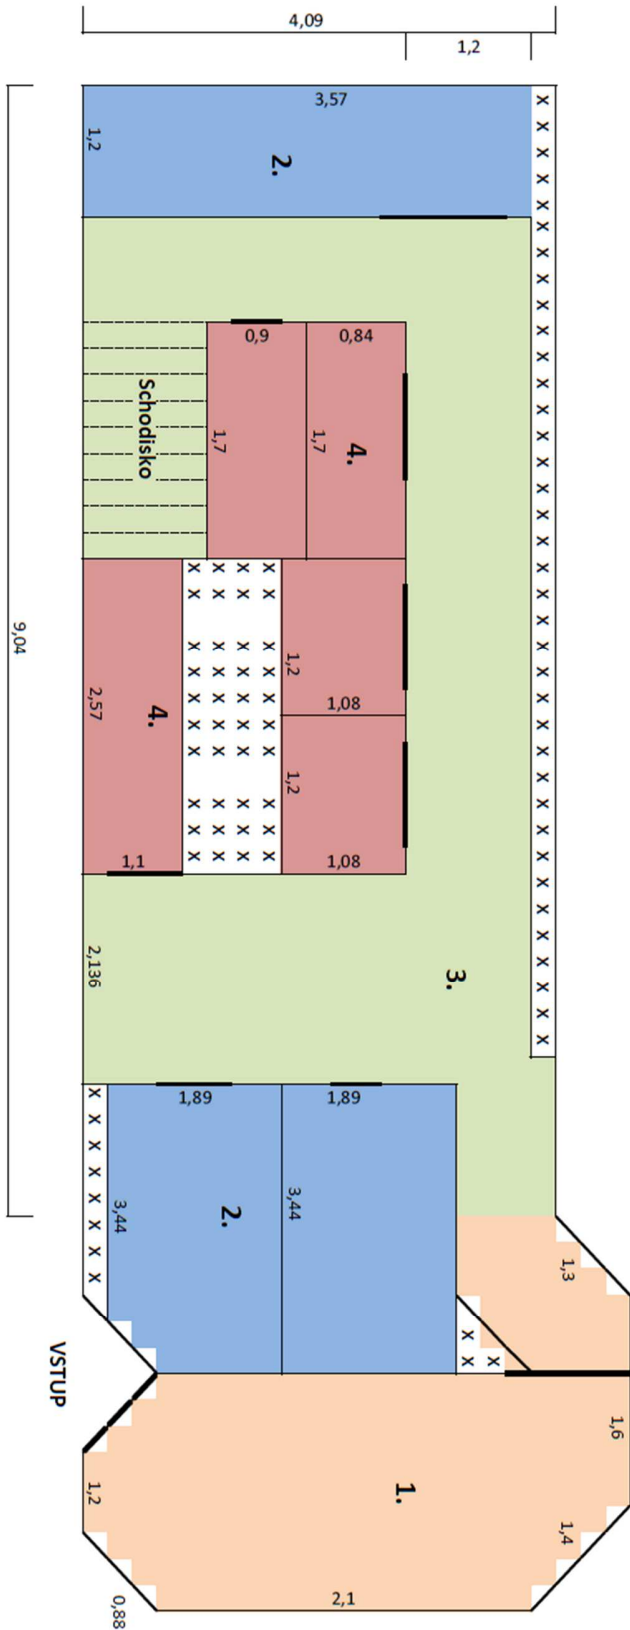 4,09
1,2
3,57
1,2
2.
X X X X X X X X X X X X X X X X X X X X X X X X X X X X X X X X X X X X X
0,9
0,84
Schodisko
1,7
1,7
4.
X X X X
X X X X
X X X X
X X X X
X X X X
X X X X
X X X X
X X X X
X X X X
X X X X
1,2
1,08
9,04
2,57
4.
1,2
1,1
1,08
2,136
3.
1,89
1,89
X X X X X X X X
3,44
2.
3,44
1,3
X X
X X
VSTUP
1,6
1,2
1.
1,4
0,88
2,1